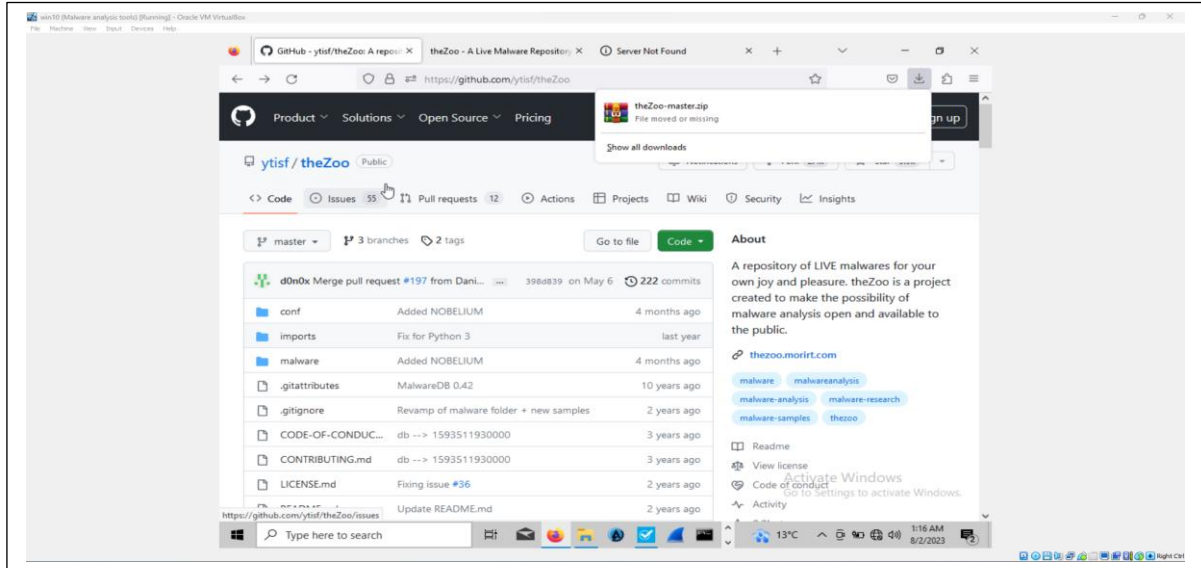 win10 (Malware analysis tools) [Running] - Oracle VM VirtualBox
File Machine View Input Devices Help
GitHub - ytisf/theZoo: A reposit
theZoo - A Live Malware Repository
Server Not Found
https://github.com/ytisf/theZoo
theZoo-master.zip
File moved or missing
Show all downloads
Product Solutions Open Source Pricing
gn up
ytisf / theZoo Public
Code Issues 55 Pull requests 12 Actions Projects Wiki Security Insights
master 3 branches 2 tags Go to file Code
d0n0x Merge pull request #197 from Dani... ... 398d839 on May 6 222 commits
conf Added NOBELIUM 4 months ago
imports Fix for Python 3 last year
malware Added NOBELIUM 4 months ago
.gitattributes MalwareDB 0.42 10 years ago
.gitignore Revamp of malware folder + new samples 2 years ago
CODE-OF-CONDUC... db --> 1593511930000 3 years ago
CONTRIBUTING.md db --> 1593511930000 3 years ago
LICENSE.md Fixing issue #36 2 years ago
Update README.md 2 years ago
About
A repository of LIVE malwares for your
own joy and pleasure. theZoo is a project
created to make the possibility of
malware analysis open and available to
the public.
thezoo.morirt.com
malware malwareanalysis
malware-analysis malware-research
malware-samples thezoo
Readme
View license
Code of conduct
Activity
Activate Windows
Go to Settings to activate Windows.
https://github.com/ytisf/theZoo/issues
Type here to search
13°C
1:16 AM
8/2/2023
2
Right Ctrl